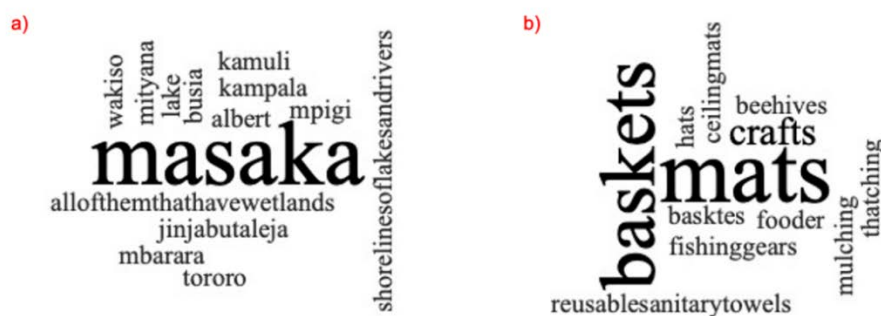 a)
wakiso
mityana
lake
busia
kamuli
kampala
albert
mpigi
masaka
allofthemthathavewetlands
jinjabutaleja
mbarara
tororo
shorelinesoflakesandrivers
b)
baskets
hats
ceilingmats
beehives
crafts
mats
basktes
fooder
fishinggears
mulching
thatching
reusablesanitarytowels